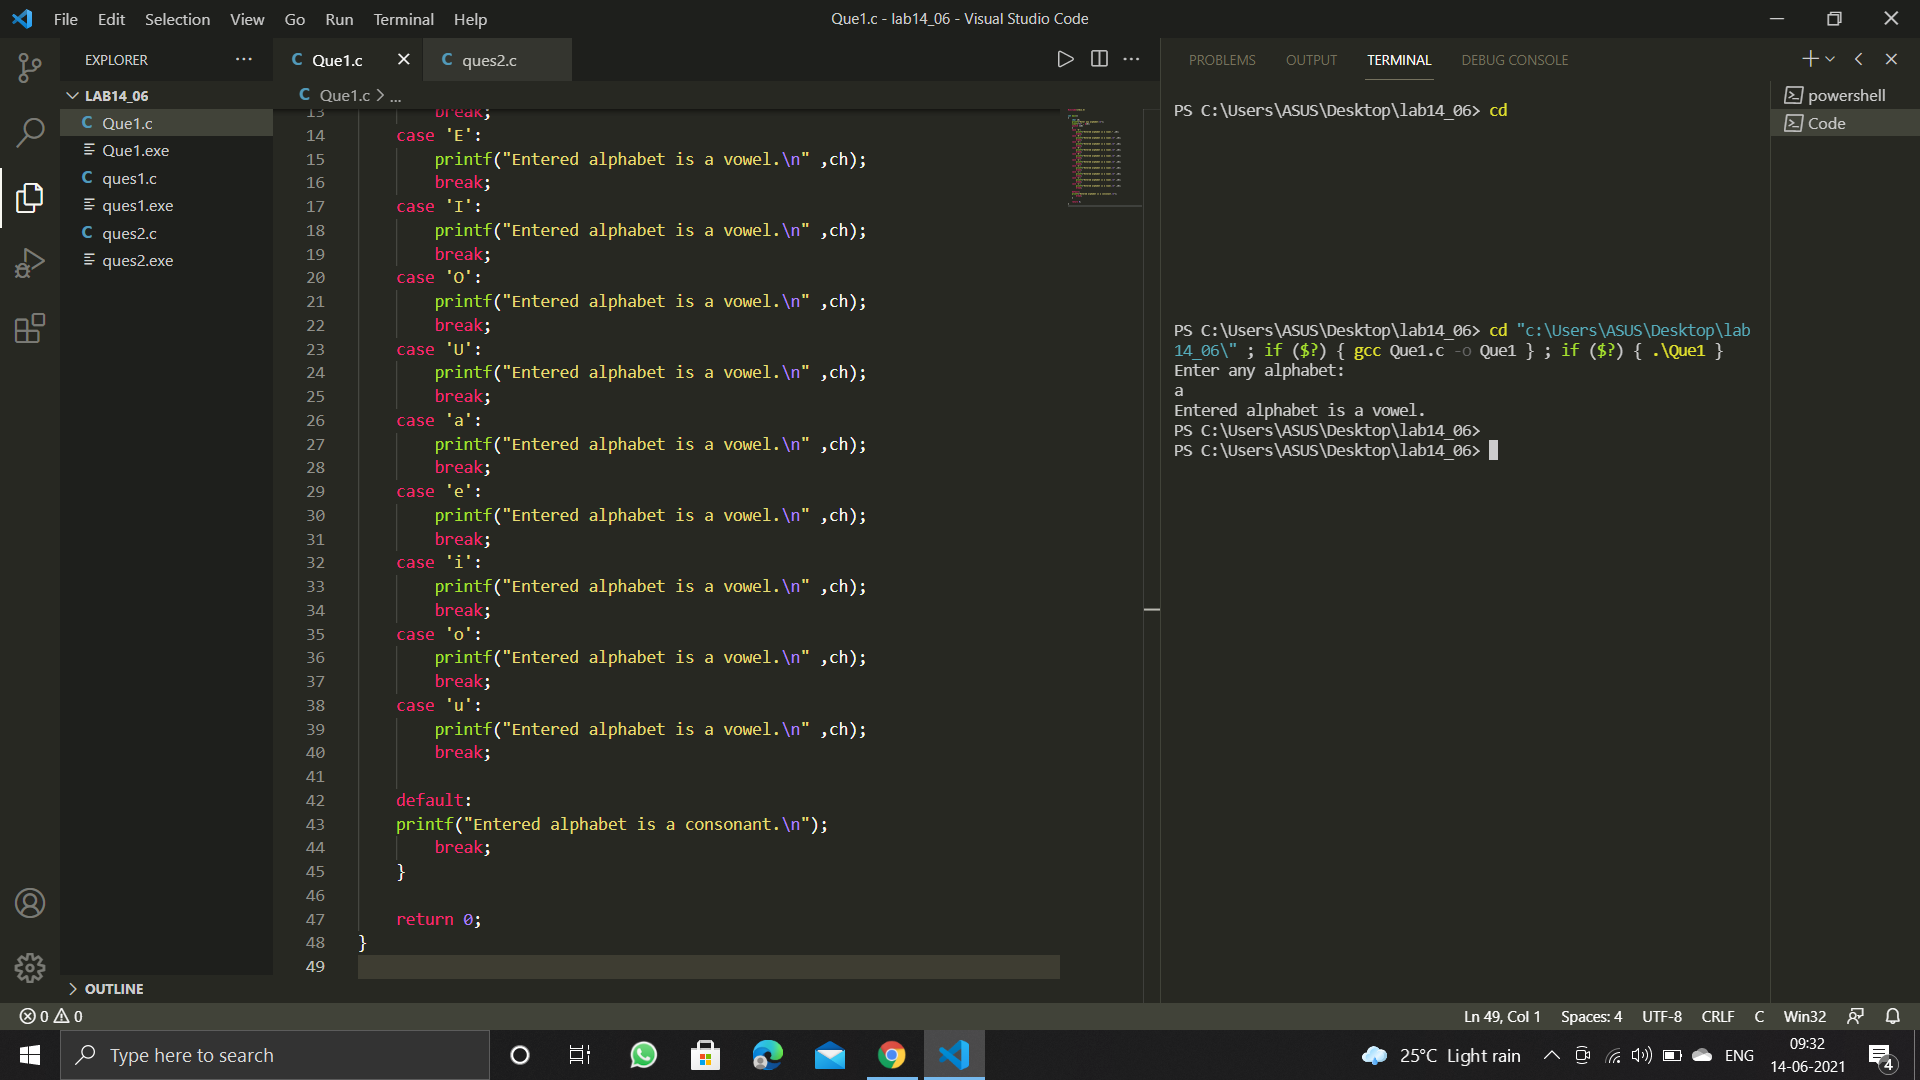 File Edit Selection View Go Run Terminal Help
Que1.c - lab14_06 - Visual Studio Code
EXPLORER
LAB14_06
Que1.c
Que1.exe
ques1.c
ques1.exe
ques2.c
ques2.exe
OUTLINE
Que1.c
ques2.c
Que1.c > ...
13 break;
14 case 'E':
15 printf("Entered alphabet is a vowel.\n" ,ch);
16 break;
17 case 'I':
18 printf("Entered alphabet is a vowel.\n" ,ch);
19 break;
20 case 'O':
21 printf("Entered alphabet is a vowel.\n" ,ch);
22 break;
23 case 'U':
24 printf("Entered alphabet is a vowel.\n" ,ch);
25 break;
26 case 'a':
27 printf("Entered alphabet is a vowel.\n" ,ch);
28 break;
29 case 'e':
30 printf("Entered alphabet is a vowel.\n" ,ch);
31 break;
32 case 'i':
33 printf("Entered alphabet is a vowel.\n" ,ch);
34 break;
35 case 'o':
36 printf("Entered alphabet is a vowel.\n" ,ch);
37 break;
38 case 'u':
39 printf("Entered alphabet is a vowel.\n" ,ch);
40 break;
41
42 default:
43 printf("Entered alphabet is a consonant.\n");
44 break;
45 }
46
47 return 0;
48 }
49
PROBLEMS OUTPUT TERMINAL DEBUG CONSOLE
PS C:\Users\ASUS\Desktop\lab14_06> cd
PS C:\Users\ASUS\Desktop\lab14_06> cd "c:\Users\ASUS\Desktop\lab
14_06\" ; if ($?) { gcc Que1.c -o Que1 } ; if ($?) { .\Que1 }
Enter any alphabet:
a
Entered alphabet is a vowel.
PS C:\Users\ASUS\Desktop\lab14_06>
PS C:\Users\ASUS\Desktop\lab14_06>
powershell
Code
0 0
Ln 49, Col 1 Spaces: 4 UTF-8 CRLF C Win32
Type here to search
25°C Light rain
ENG
09:32
14-06-2021
4